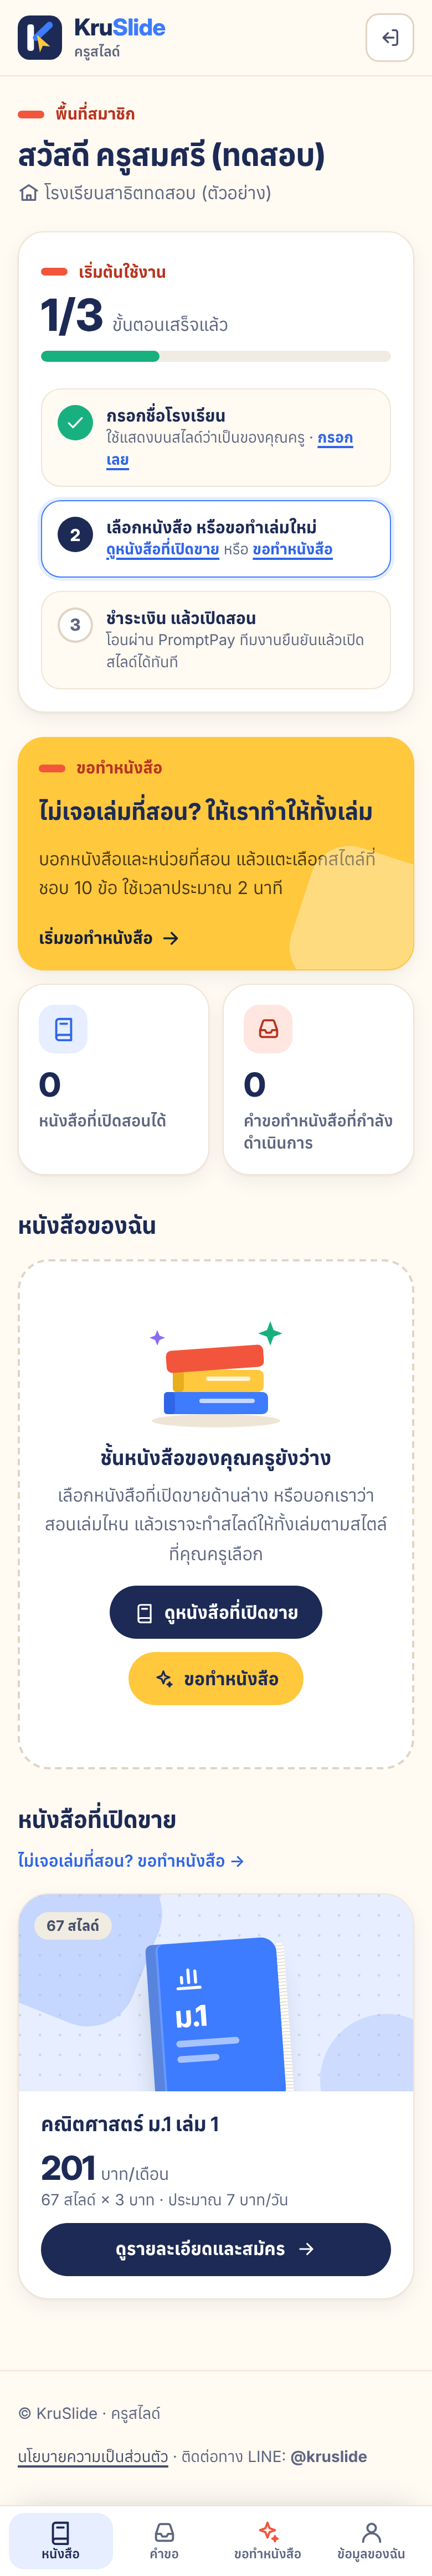 KruSlide
ครูสไลด์
พื้นที่สมาชิก
สวัสดี ครูสมศรี (ทดสอบ)
โรงเรียนสาธิตทดสอบ (ตัวอย่าง)
เริ่มต้นใช้งาน
1/3 ขั้นตอนเสร็จแล้ว
กรอกชื่อโรงเรียน
ใช้แสดงบนสไลด์ว่าเป็นของคุณครู · กรอก
เลย
2 เลือกหนังสือ หรือขอทำเล่มใหม่
ดูหนังสือที่เปิดขาย หรือ ขอทำหนังสือ
3 ชำระเงิน แล้วเปิดสอน
โอนผ่าน PromptPay ทีมงานยืนยันแล้วเปิด
สไลด์ได้ทันที
ขอทำหนังสือ
ไม่เจอเล่มที่สอน? ให้เราทำให้ทั้งเล่ม
บอกหนังสือและหน่วยที่สอน แล้วแตะเลือกสไตล์ที่
ชอบ 10 ข้อ ใช้เวลาประมาณ 2 นาที
เริ่มขอทำหนังสือ →
0
หนังสือที่เปิดสอนได้
0
คำขอทำหนังสือที่กำลัง
ดำเนินการ
หนังสือของฉัน
ชั้นหนังสือของคุณครูยังว่าง
เลือกหนังสือที่เปิดขายด้านล่าง หรือบอกเราว่า
สอนเล่มไหน แล้วเราจะทำสไลด์ให้ทั้งเล่มตามสไตล์
ที่คุณครูเลือก
ดูหนังสือที่เปิดขาย
ขอทำหนังสือ
หนังสือที่เปิดขาย
ไม่เจอเล่มที่สอน? ขอทำหนังสือ →
67 สไลด์
ม.1
คณิตศาสตร์ ม.1 เล่ม 1
201 บาท/เดือน
67 สไลด์ × 3 บาท · ประมาณ 7 บาท/วัน
ดูรายละเอียดและสมัคร →
© KruSlide · ครูสไลด์
นโยบายความเป็นส่วนตัว · ติดต่อทาง LINE: @kruslide
หนังสือ
คำขอ
ขอทำหนังสือ
ข้อมูลของฉัน